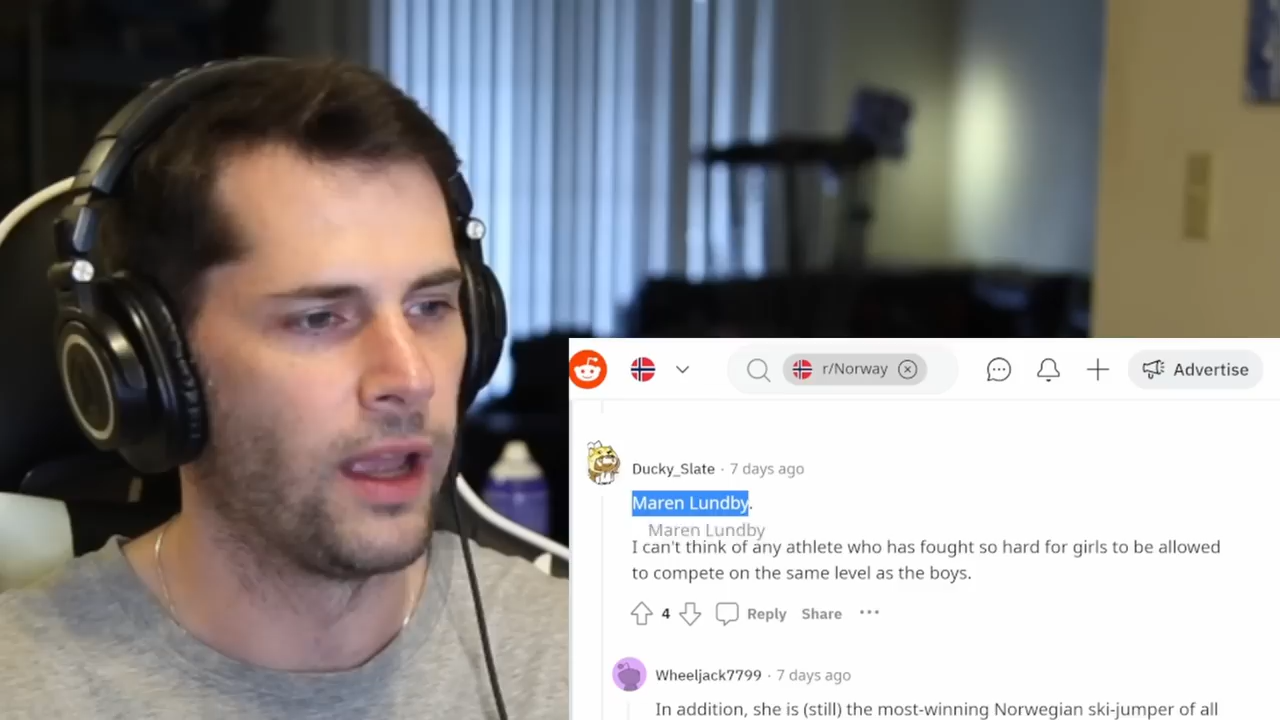 r/Norway
Advertise
Ducky_Slate · 7 days ago
Maren Lundby.
Maren Lundby
I can't think of any athlete who has fought so hard for girls to be allowed
to compete on the same level as the boys.
4 Reply Share ···
Wheeljack7799 · 7 days ago
In addition, she is (still) the most-winning Norwegian ski-jumper of all